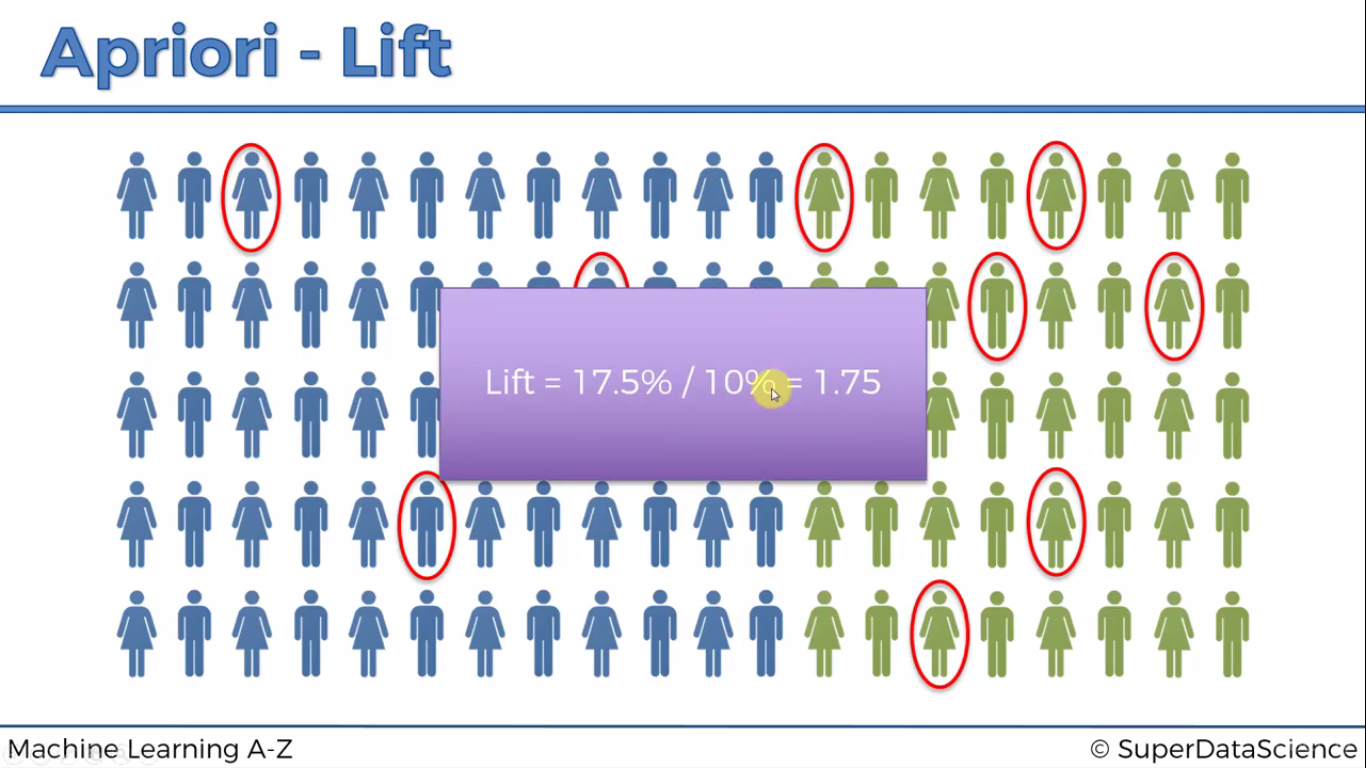 Apriori - Lift
Lift = 17.5% / 10% = 1.75
Machine Learning A-Z
© SuperDataScience